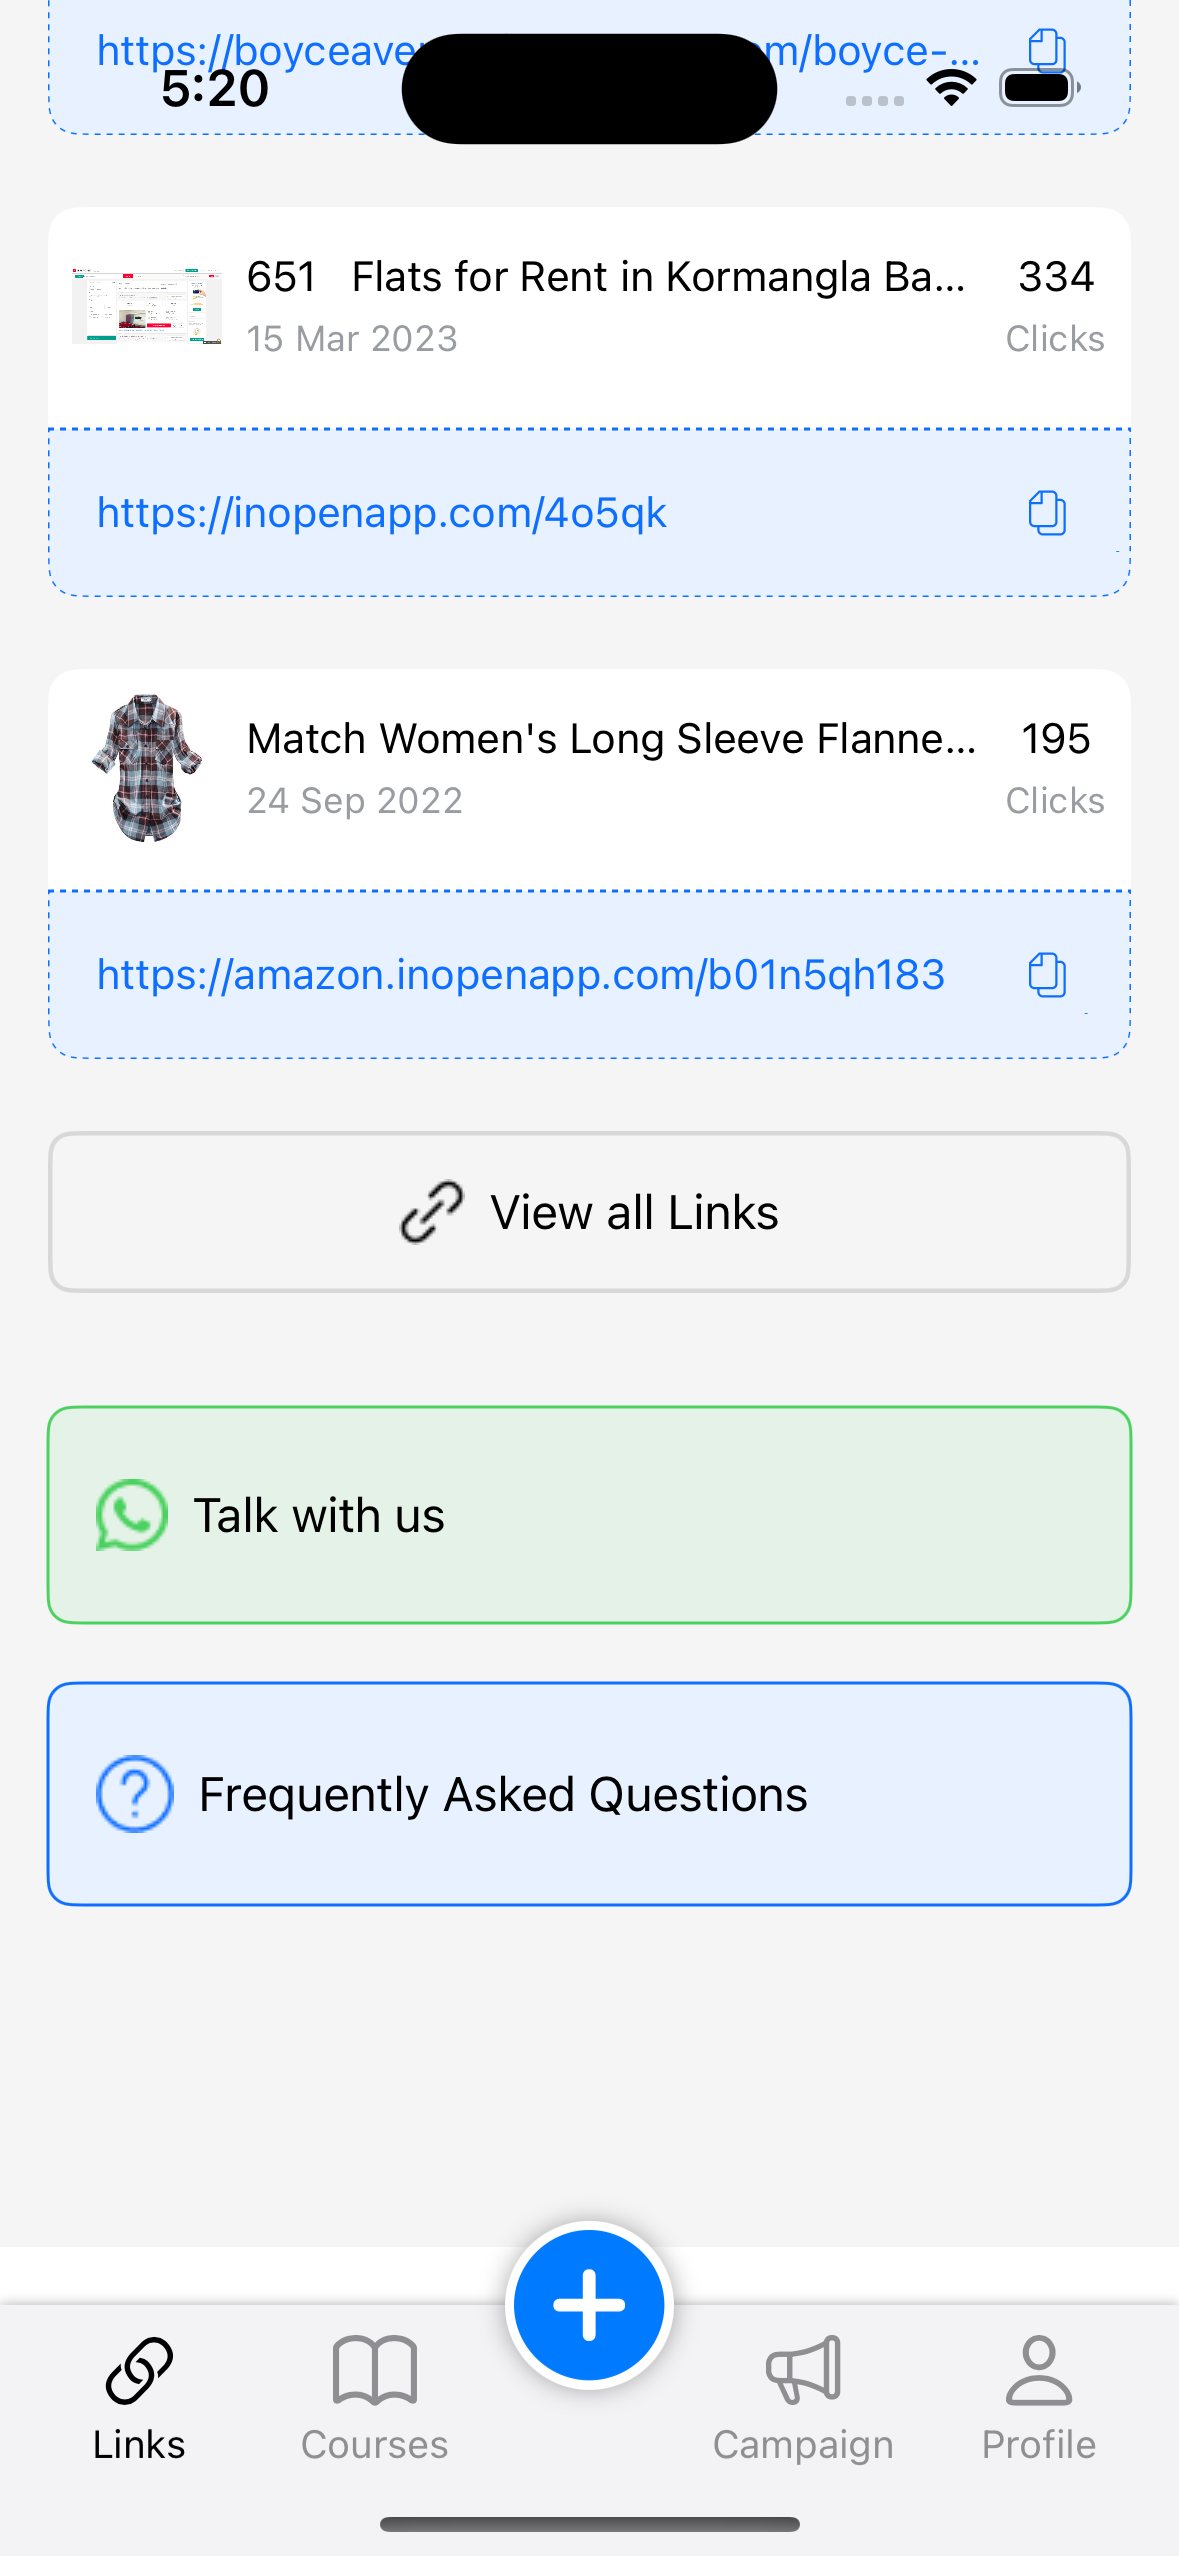 https://boyceave m/boyce-...
5:20
651 Flats for Rent in Kormangla Ba... 334
15 Mar 2023 Clicks
https://inopenapp.com/4o5qk
Match Women's Long Sleeve Flanne... 195
24 Sep 2022 Clicks
https://amazon.inopenapp.com/b01n5qh183
View all Links
Talk with us
Frequently Asked Questions
Links Courses Campaign Profile